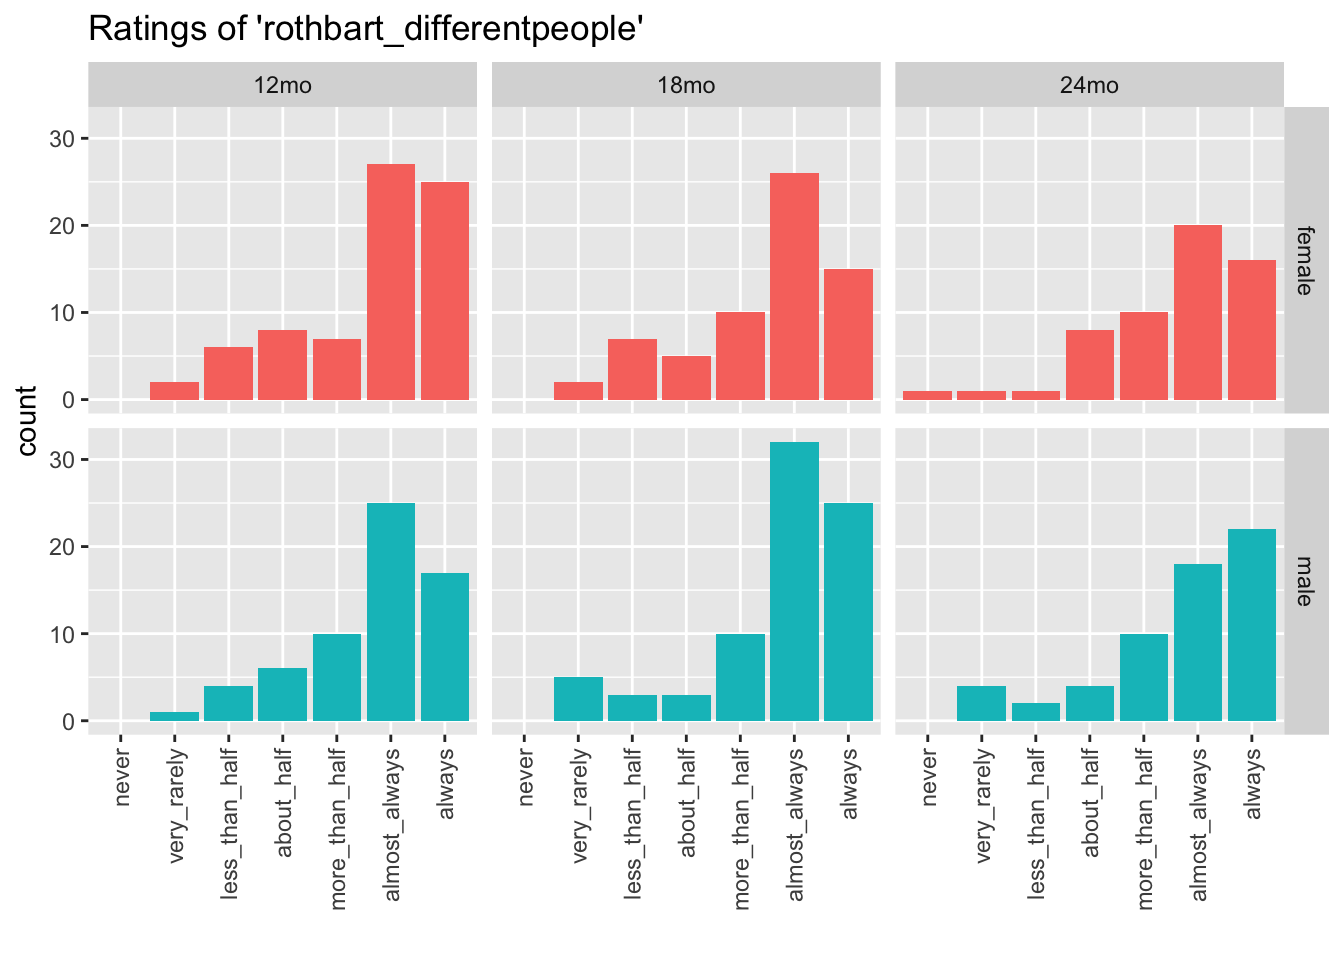 Ratings of 'rothbart_differentpeople'
12mo
18mo
24mo
30
20
10
0
female
count
30
20
10
0
male
never
very_rarely
less_than_half
about_half
more_than_half
almost_always
always
never
very_rarely
less_than_half
about_half
more_than_half
almost_always
always
never
very_rarely
less_than_half
about_half
more_than_half
almost_always
always